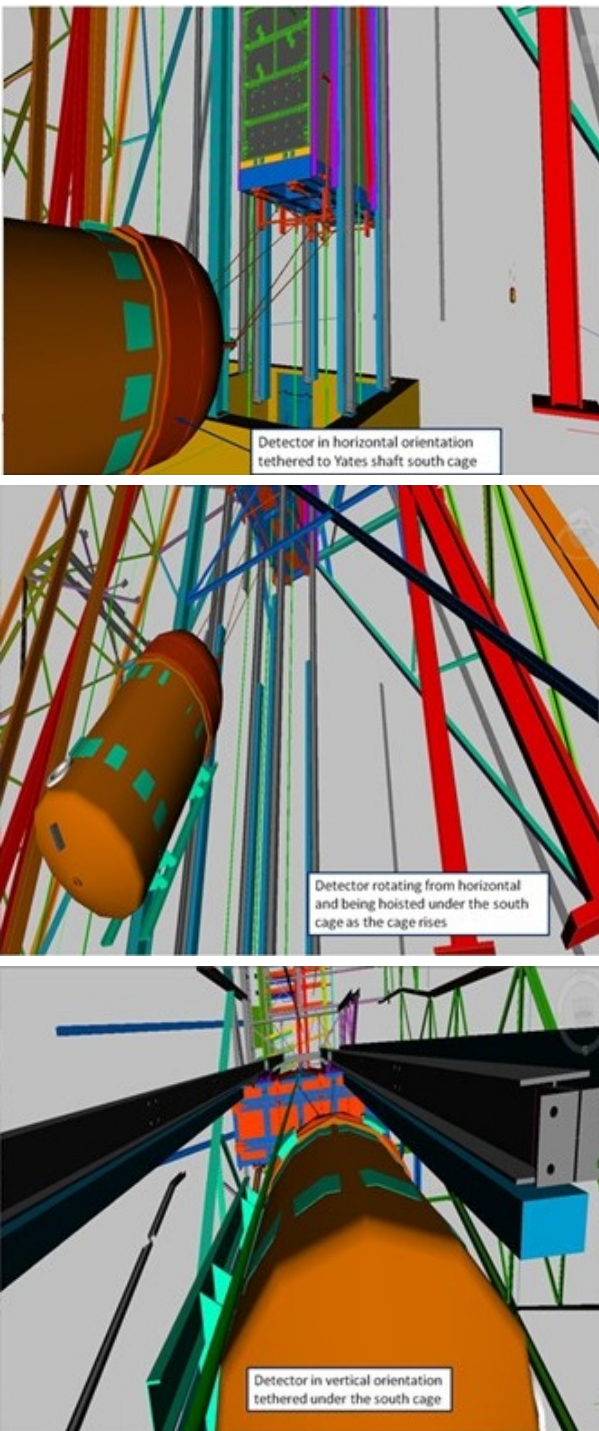 Detector in horizontal orientation
tethered to Yates shaft south cage
Detector rotating from horizontal
and being hoisted under the south
cage as the cage rises
Detector in vertical orientation
tethered under the south cage